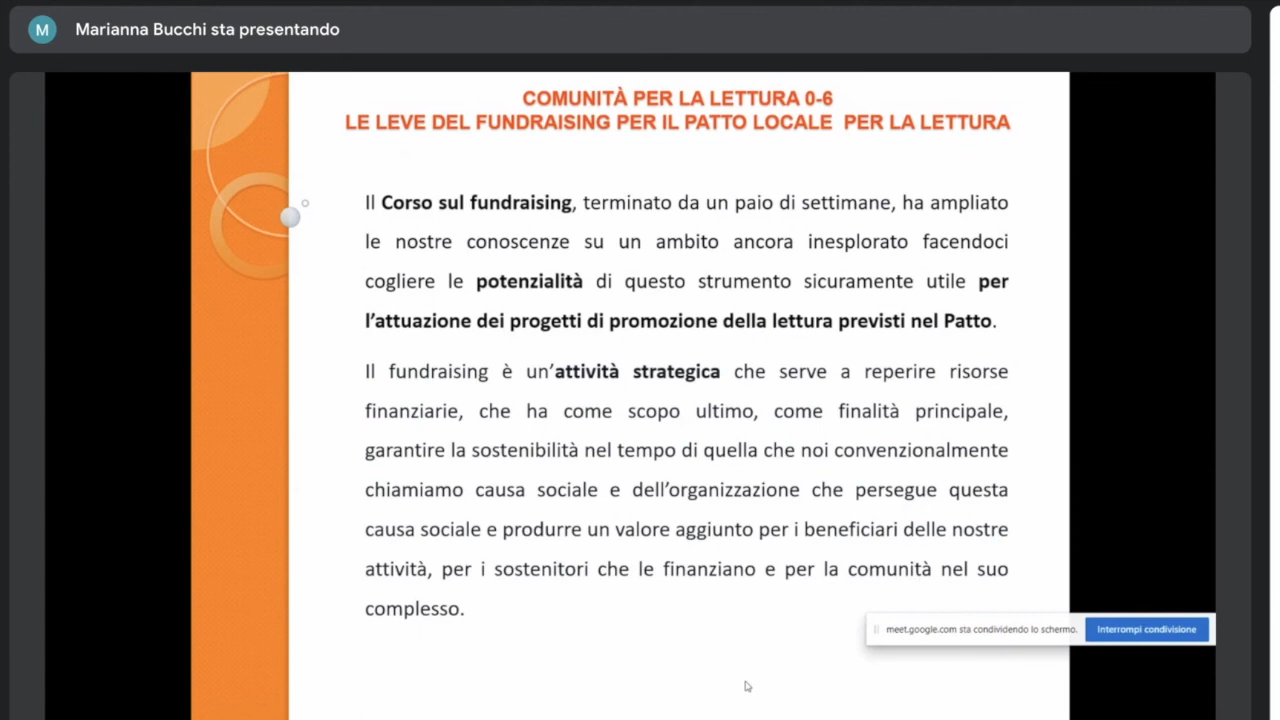 M
Marianna Bucchi sta presentando
COMUNITÀ PER LA LETTURA 0-6
LE LEVE DEL FUNDRAISING PER IL PATTO LOCALE PER LA LETTURA
Il Corso sul fundraising, terminato da un paio di settimane, ha ampliato
le nostre conoscenze su un ambito ancora inesplorato facendoci
cogliere le potenzialità di questo strumento sicuramente utile per
l’attuazione dei progetti di promozione della lettura previsti nel Patto.
Il fundraising è un’attività strategica che serve a reperire risorse
finanziarie, che ha come scopo ultimo, come finalità principale,
garantire la sostenibilità nel tempo di quella che noi convenzionalmente
chiamiamo causa sociale e dell’organizzazione che persegue questa
causa sociale e produrre un valore aggiunto per i beneficiari delle nostre
attività, per i sostenitori che le finanziano e per la comunità nel suo
complesso.
meet.google.com sta condividendo lo schermo.
Interrompi condivisione